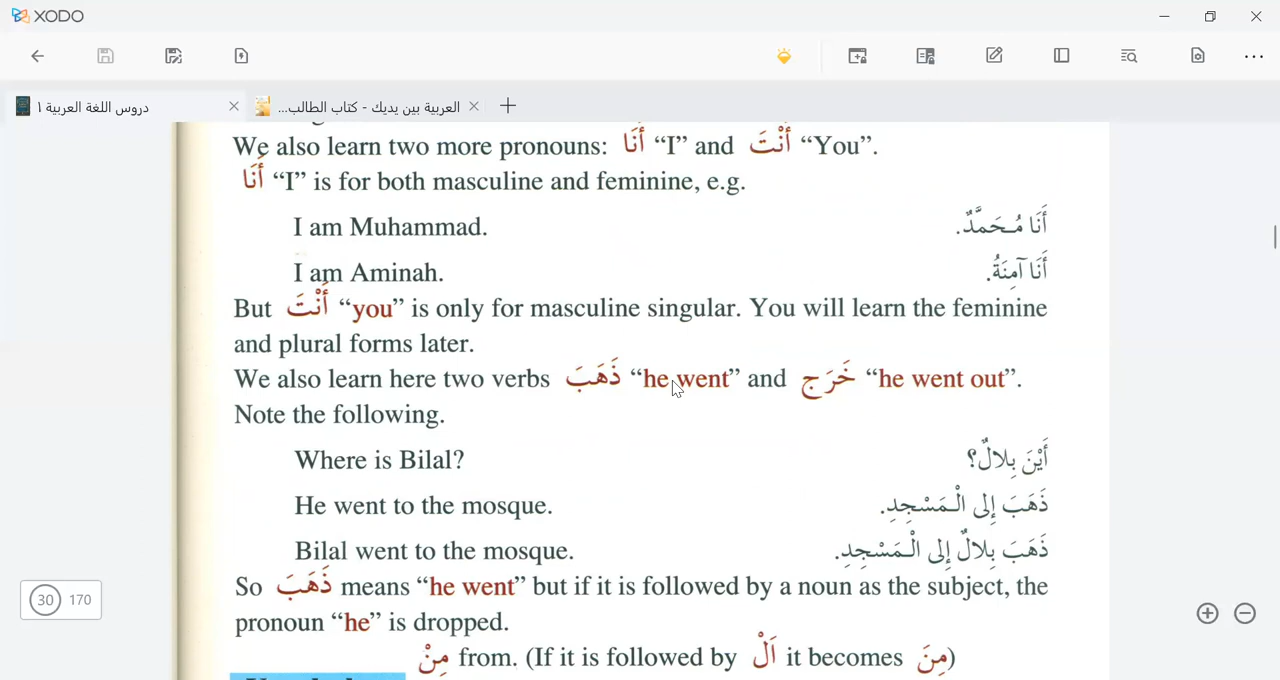 XODO
دروس اللغة العربية ١
العربية بين يديك - كتاب الطالب...
We also learn two more pronouns: أَنَا “I” and أَنْتَ “You”.
أَنَا “I” is for both masculine and feminine, e.g.
I am Muhammad. أَنَا مُـحَمَّدٌ.
I am Aminah. أَنَا آمِنَةُ.
But أَنْتَ “you” is only for masculine singular. You will learn the feminine
and plural forms later.
We also learn here two verbs ذَهَبَ “he went” and خَرَج “he went out”.
Note the following.
Where is Bilal? أَيْنَ بِلالٌ؟
He went to the mosque. ذَهَبَ إلى الْـمَسْجِدِ.
Bilal went to the mosque. ذَهَبَ بِلالٌ إلى الْـمَسْجِدِ.
So ذَهَبَ means “he went” but if it is followed by a noun as the subject, the
pronoun “he” is dropped.
مِنْ from. (If it is followed by اَلْ it becomes مِنَ)
30 170